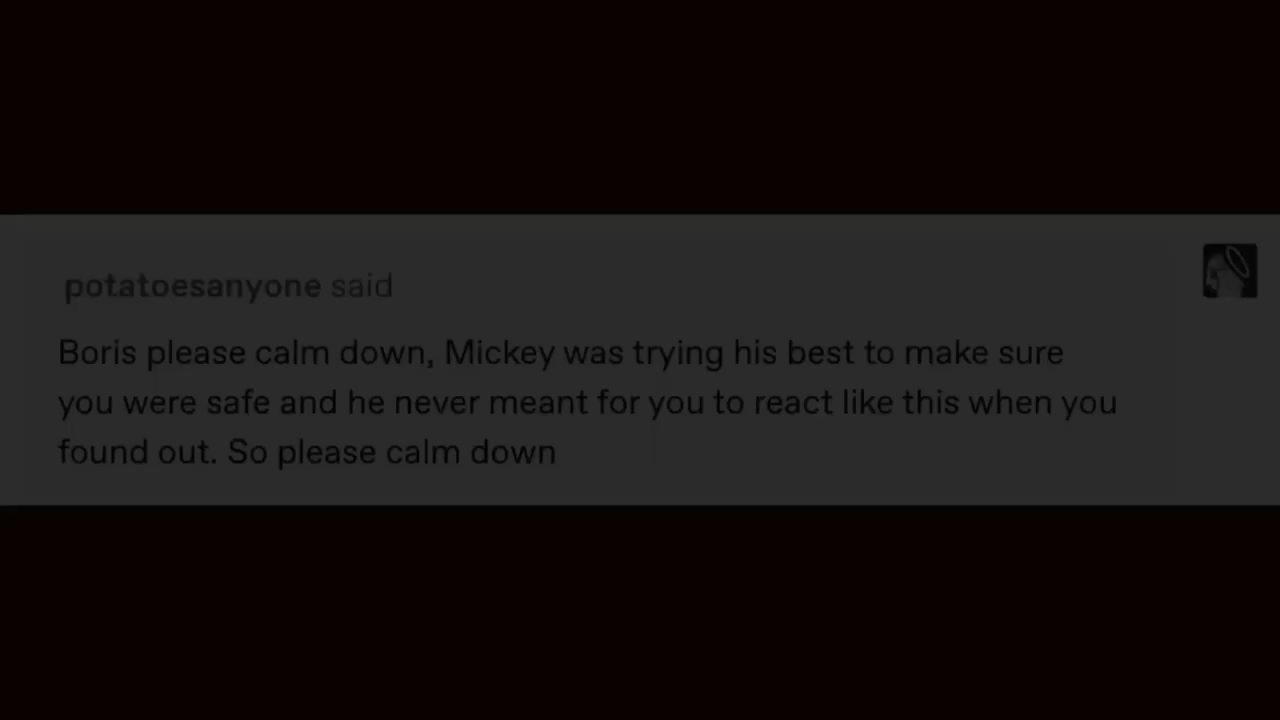 potatoesanyone said
Boris please calm down, Mickey was trying his best to make sure
you were safe and he never meant for you to react like this when you
found out. So please calm down